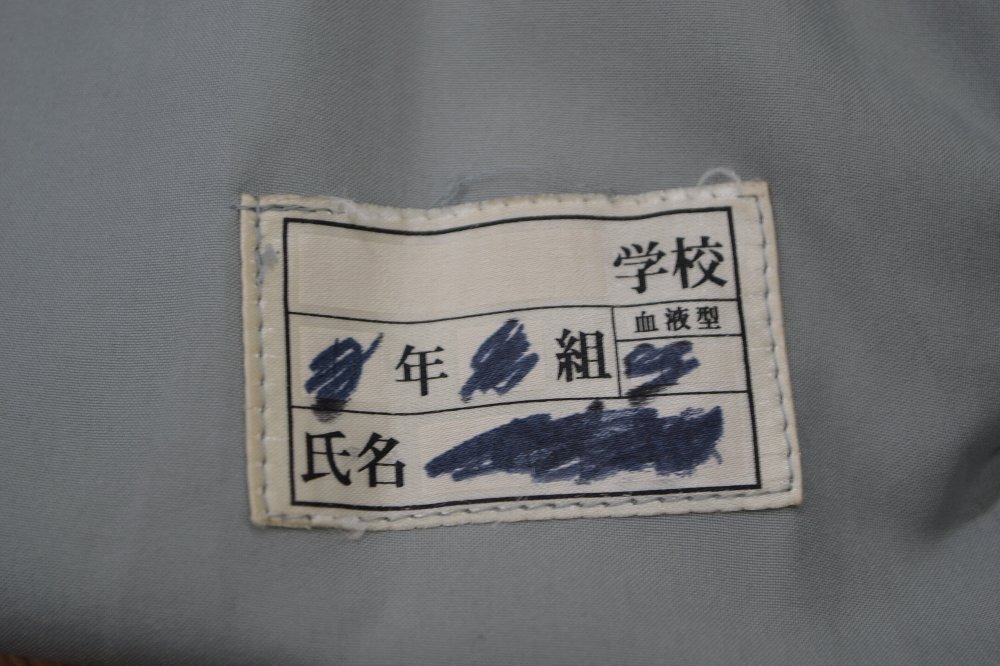 学校
年 組 血液型
氏名